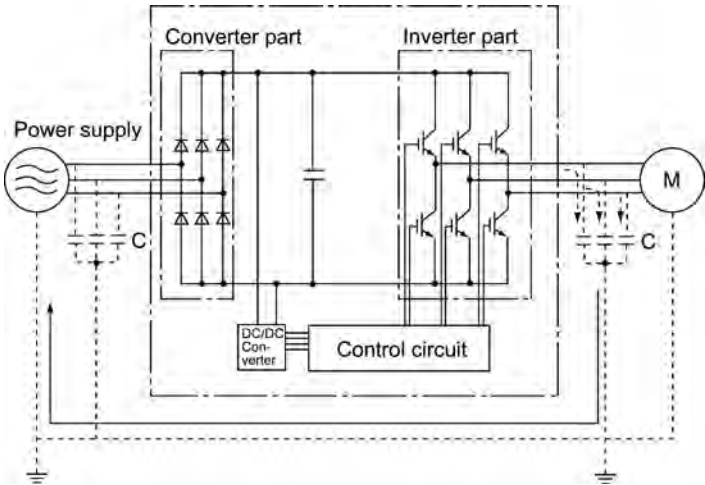 Converter part
Inverter part
Power supply
M
C
C
DC/DC
Con-
verter
Control circuit